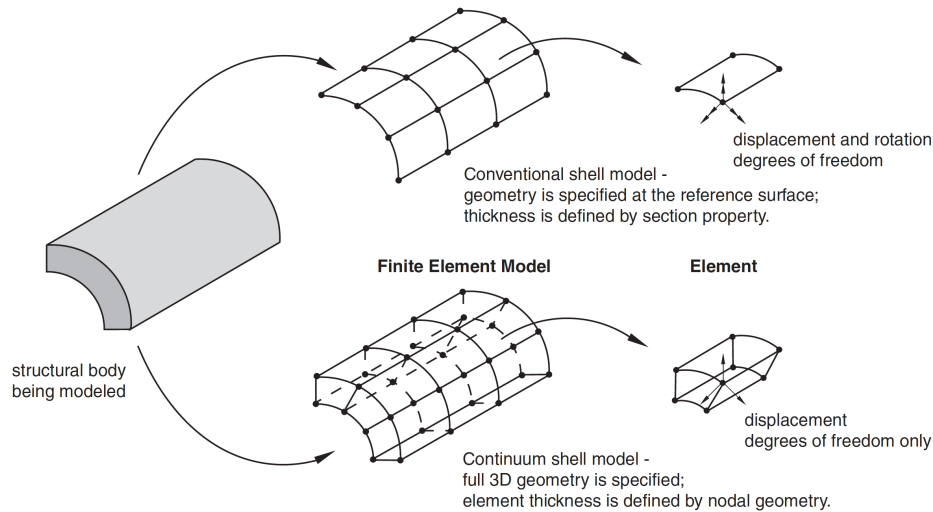 displacement and rotation
degrees of freedom
Conventional shell model -
geometry is specified at the reference surface;
thickness is defined by section property.
Finite Element Model
Element
structural body
being modeled
displacement
degrees of freedom only
Continuum shell model -
full 3D geometry is specified;
element thickness is defined by nodal geometry.